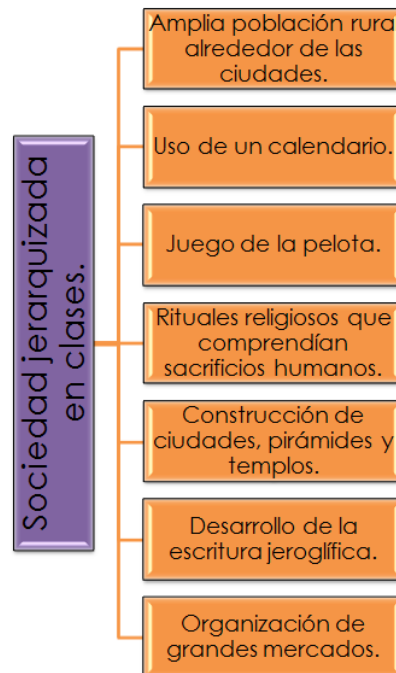 Sociedad jerarquizada
en clases.
Amplia población rural
alrededor de las
ciudades.
Uso de un calendario.
Juego de la pelota.
Rituales religiosos que
comprendían
sacrificios humanos.
Construcción de
ciudades, pirámides y
templos.
Desarrollo de la
escritura jeroglífica.
Organización de
grandes mercados.